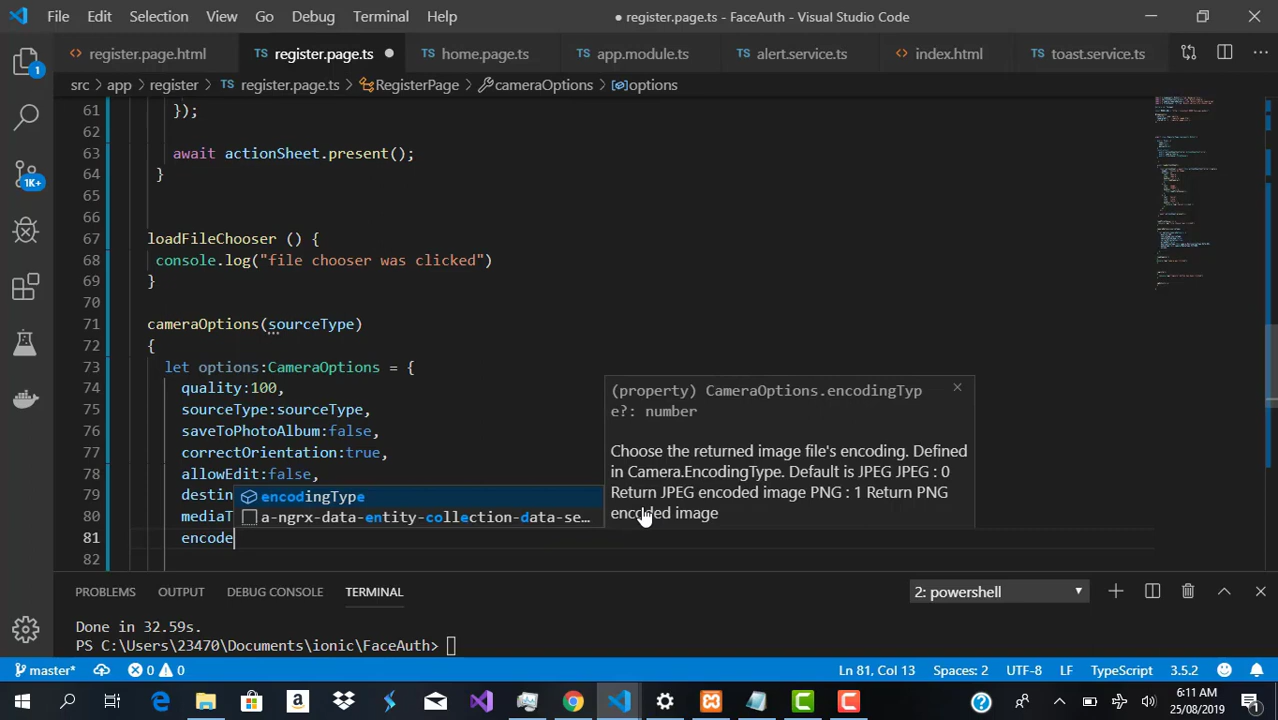 File Edit Selection View Go Debug Terminal Help ● register.page.ts - FaceAuth - Visual Studio Code
register.page.html TS register.page.ts TS home.page.ts TS app.module.ts TS alert.service.ts index.html TS toast.service.ts
src app register TS register.page.ts RegisterPage cameraOptions options
61 });
62
63 await actionSheet.present();
64 }
65
66
67 loadFileChooser () {
68 console.log("file chooser was clicked")
69 }
70
71 cameraOptions(sourceType)
72 {
73 let options:CameraOptions = {
74 quality:100,
75 sourceType:sourceType,
76 saveToPhotoAlbum:false,
77 correctOrientation:true,
78 allowEdit:false,
79 destin
80 mediaT
81 encode
82
encodingType
a-ngrx-data-entity-collection-data-se...
(property) CameraOptions.encodingTyp
e?: number
Choose the returned image file's encoding. Defined
in Camera.EncodingType. Default is JPEG JPEG : 0
Return JPEG encoded image PNG : 1 Return PNG
encoded image
1
1K+
PROBLEMS OUTPUT DEBUG CONSOLE TERMINAL 2: powershell
Done in 32.59s.
PS C:\Users\23470\Documents\ionic\FaceAuth>
master* 0 0 Ln 81, Col 13 Spaces: 2 UTF-8 LF TypeScript 3.5.2
6:11 AM
25/08/2019
1